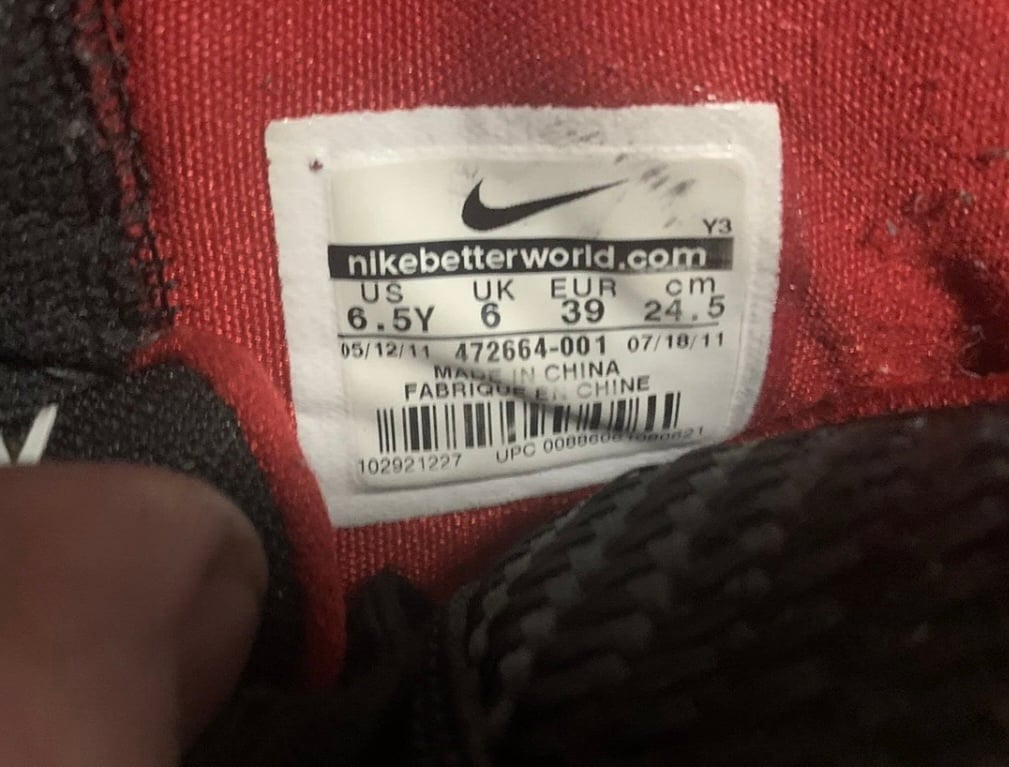 Y3
nikebetterworld.com
US UK EUR cm
6.5Y 6 39 24.5
05/12/11 472664-001 07/18/11
MADE IN CHINA
FABRIQUE EN CHINE
102921227 UPC